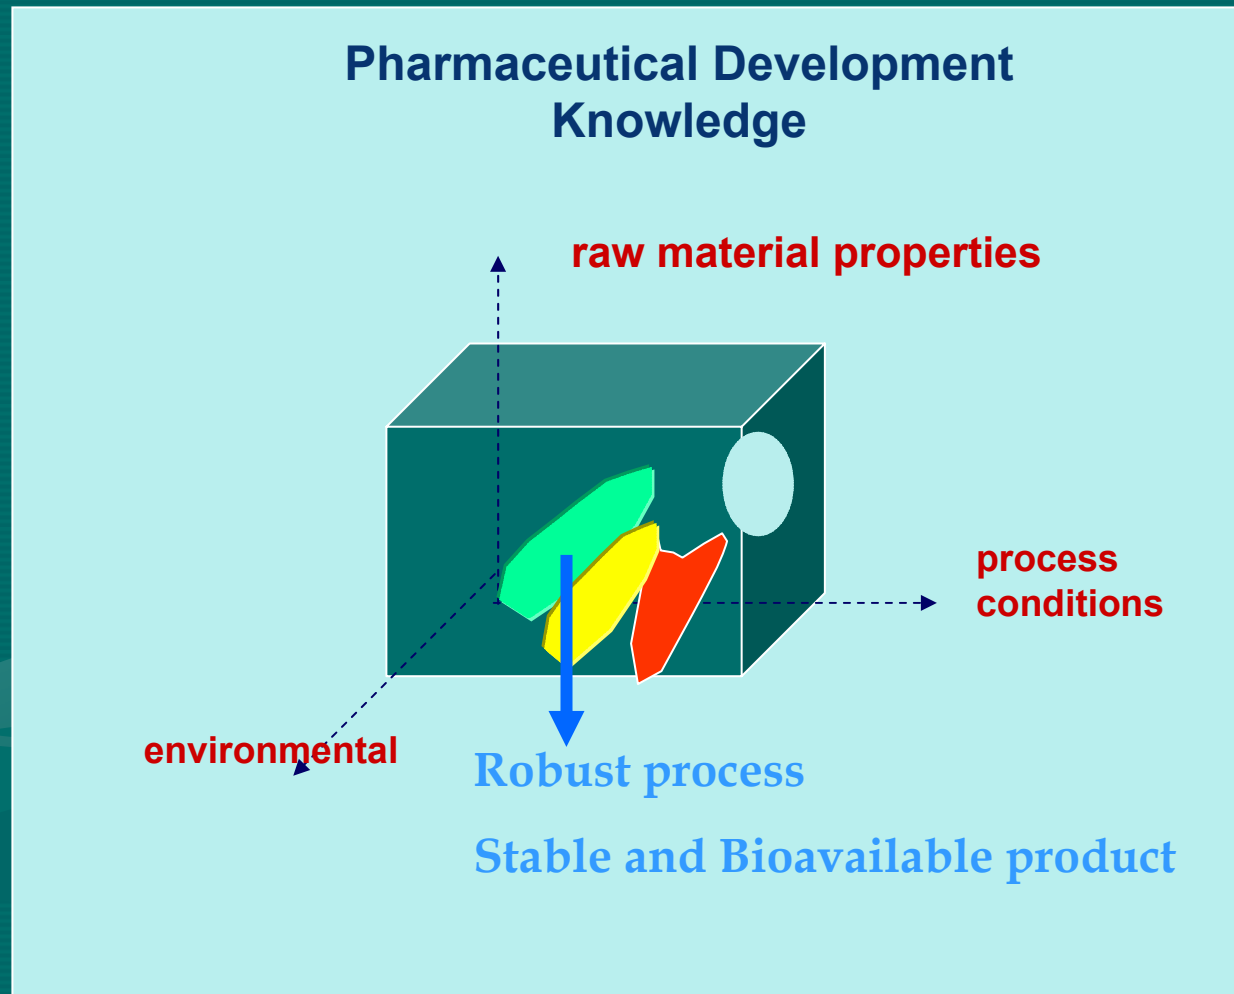 Pharmaceutical Development
Knowledge
raw material properties
process
conditions
environmental
Robust process
Stable and Bioavailable product